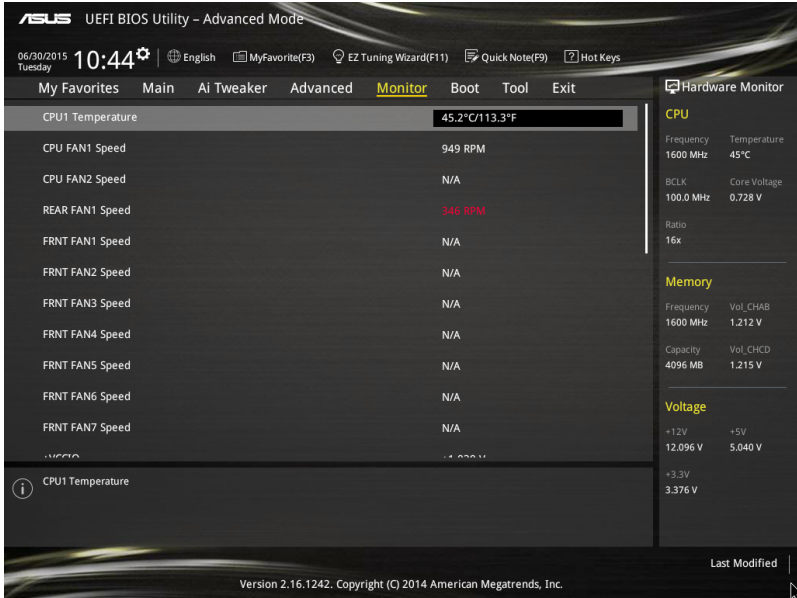 ASUS UEFI BIOS Utility – Advanced Mode
06/30/2015
Tuesday
10:44
English
MyFavorite(F3)
EZ Tuning Wizard(F11)
Quick Note(F9)
? Hot Keys
My Favorites Main Ai Tweaker Advanced Monitor Boot Tool Exit
CPU1 Temperature 45.2°C/113.3°F
CPU FAN1 Speed 949 RPM
CPU FAN2 Speed N/A
REAR FAN1 Speed 346 RPM
FRNT FAN1 Speed N/A
FRNT FAN2 Speed N/A
FRNT FAN3 Speed N/A
FRNT FAN4 Speed N/A
FRNT FAN5 Speed N/A
FRNT FAN6 Speed N/A
FRNT FAN7 Speed N/A
CPU1 Temperature
Hardware Monitor
CPU
Frequency Temperature
1600 MHz 45°C
BCLK Core Voltage
100.0 MHz 0.728 V
Ratio
16x
Memory
Frequency Vol_CHAB
1600 MHz 1.212 V
Capacity Vol_CHCD
4096 MB 1.215 V
Voltage
+12V +5V
12.096 V 5.040 V
+3.3V
3.376 V
Last Modified
Version 2.16.1242. Copyright (C) 2014 American Megatrends, Inc.